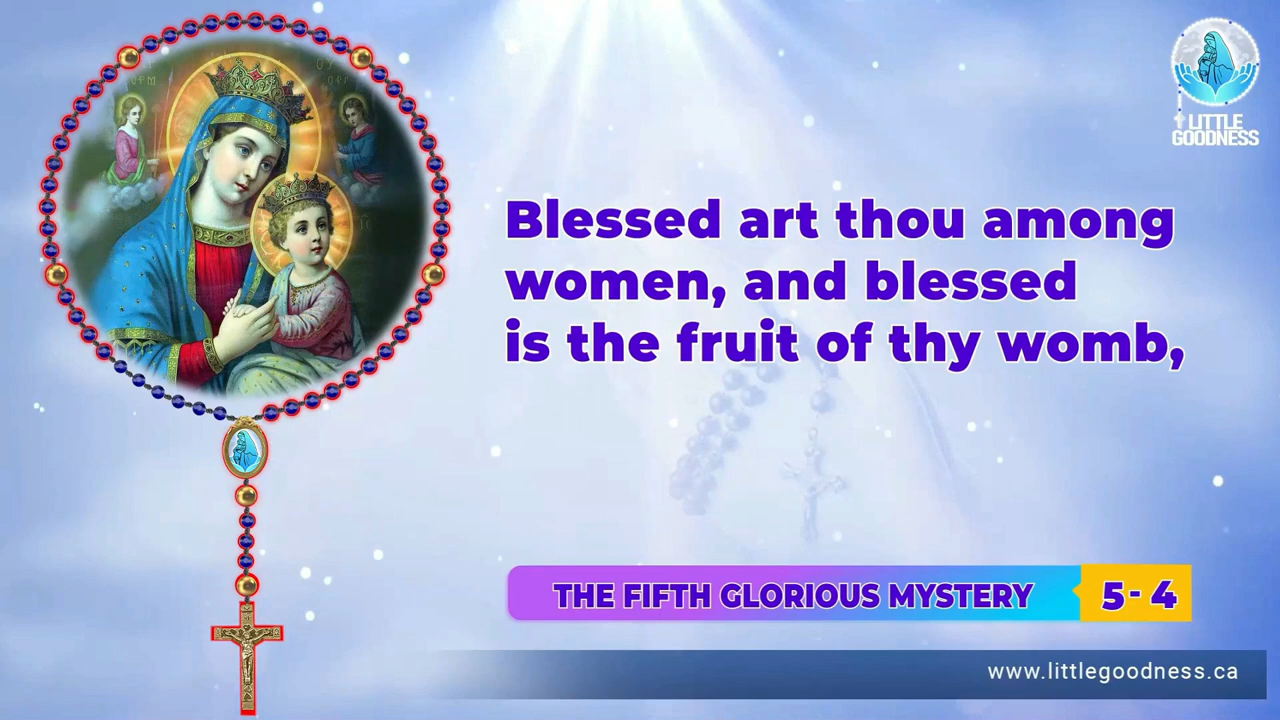 LITTLE
GOODNESS
Blessed art thou among
women, and blessed
is the fruit of thy womb,
THE FIFTH GLORIOUS MYSTERY
5 - 4
www.littlegoodness.ca